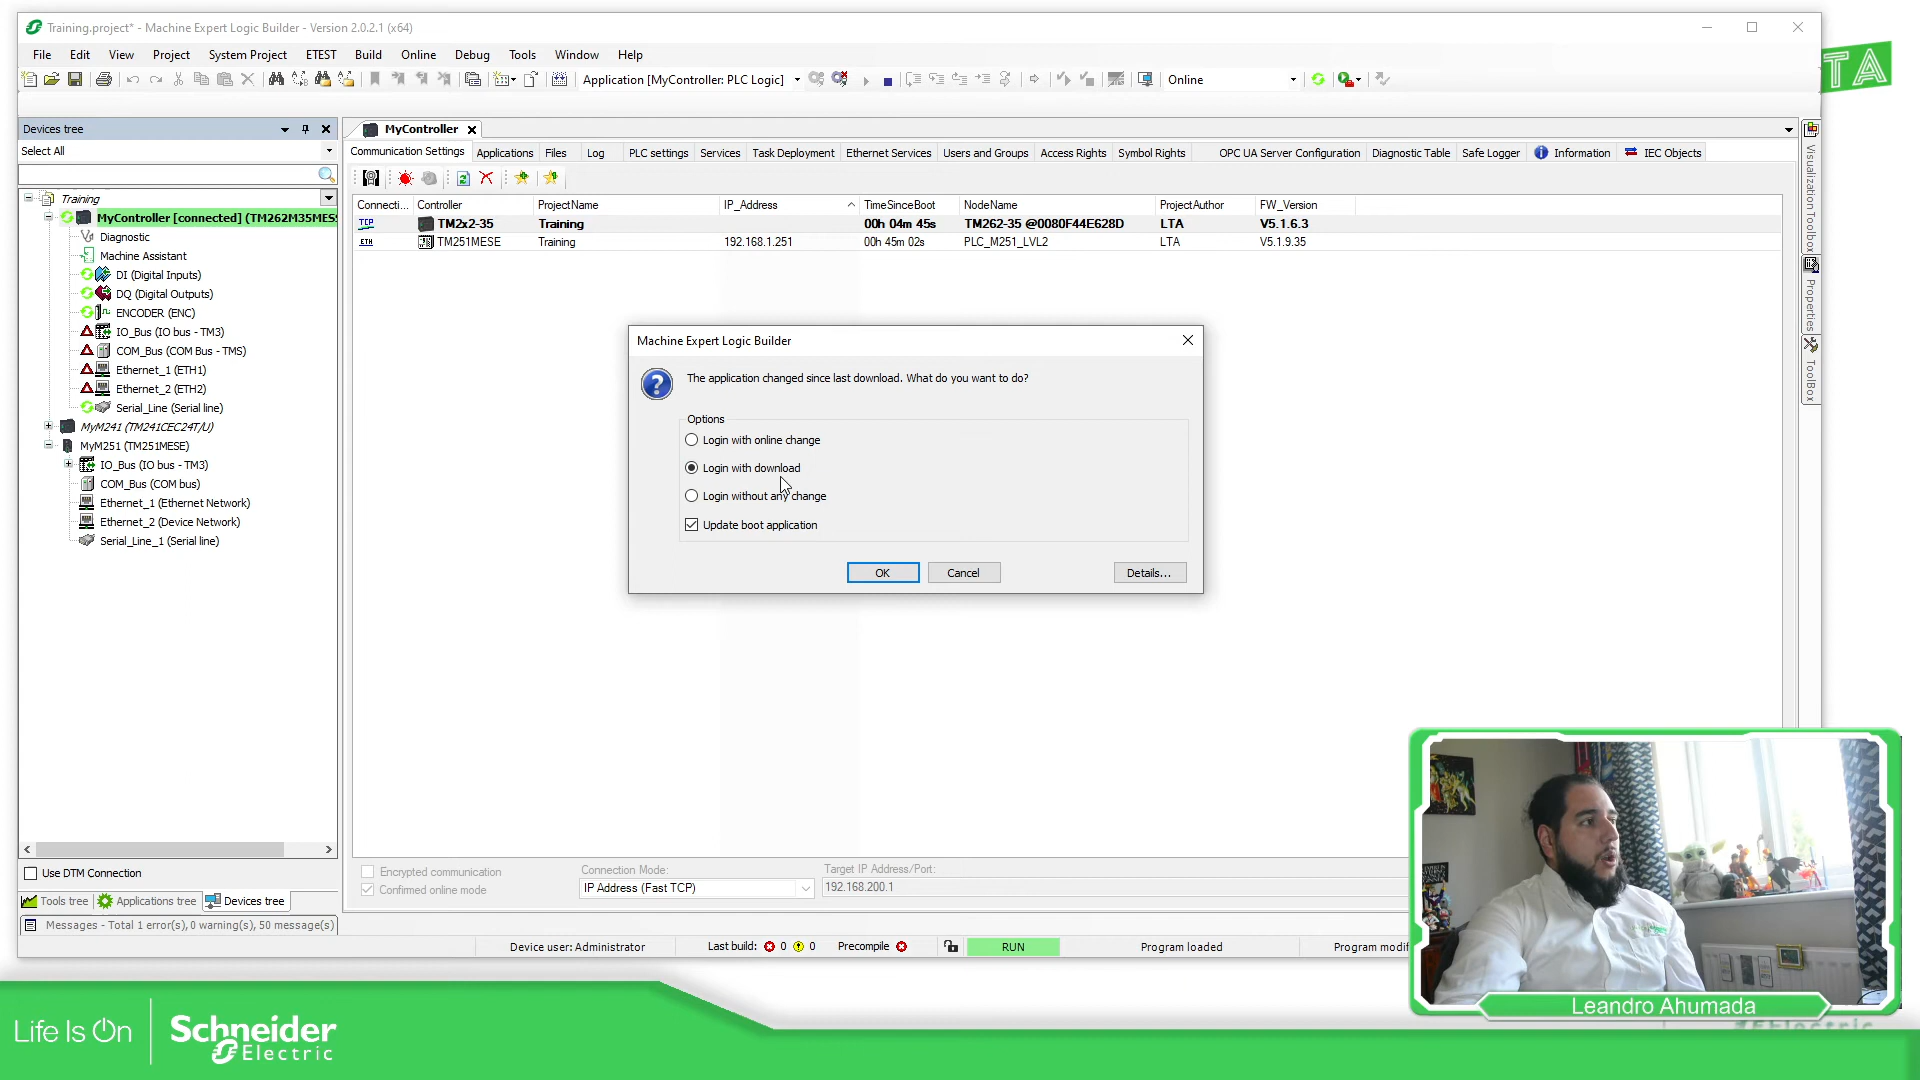 Training.project* - Machine Expert Logic Builder - Version 2.0.2.1 (x64)
File Edit View Project System Project ETEST Build Online Debug Tools Window Help
Application [MyController: PLC Logic] Online
TA
Devices tree
Select All
Training
MyController [connected] (TM262M35MES
Diagnostic
Machine Assistant
DI (Digital Inputs)
DQ (Digital Outputs)
ENCODER (ENC)
IO_Bus (IO bus - TM3)
COM_Bus (COM Bus - TMS)
Ethernet_1 (ETH1)
Ethernet_2 (ETH2)
Serial_Line (Serial line)
MyM241 (TM241CEC24T/U)
MyM251 (TM251MESE)
IO_Bus (IO bus - TM3)
COM_Bus (COM bus)
Ethernet_1 (Ethernet Network)
Ethernet_2 (Device Network)
Serial_Line_1 (Serial line)
Use DTM Connection
Tools tree Applications tree Devices tree
Messages - Total 1 error(s), 0 warning(s), 50 message(s)
MyController
Communication Settings Applications Files Log PLC settings Services Task Deployment Ethernet Services Users and Groups Access Rights Symbol Rights OPC UA Server Configuration Diagnostic Table Safe Logger Information IEC Objects
Connecti... Controller ProjectName IP_Address TimeSinceBoot NodeName ProjectAuthor FW_Version
TCP TM2x2-35 Training 00h 04m 45s TM262-35 @0080F44E628D LTA V5.1.6.3
ETH TM251MESE Training 192.168.1.251 00h 45m 02s PLC_M251_LVL2 LTA V5.1.9.35
Machine Expert Logic Builder
The application changed since last download. What do you want to do?
Options
Login with online change
Login with download
Login without any change
Update boot application
OK Cancel Details...
Encrypted communication
Confirmed online mode
Connection Mode:
IP Address (Fast TCP)
Target IP Address/Port:
192.168.200.1
Device user: Administrator Last build: 0 0 Precompile RUN Program loaded Program modif
Visualization Toolbox
Properties
ToolBox
Leandro Ahumada
Life Is On
Schneider
Electric